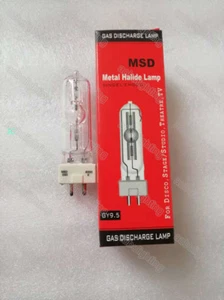 GAS DISCHARGE LAMP
MSD
Metal Halide Lamp
FOR DISCO.STAGE/STUDIO.THEATRE.TV
GY9.5
GAS DISCHARGE LAMP